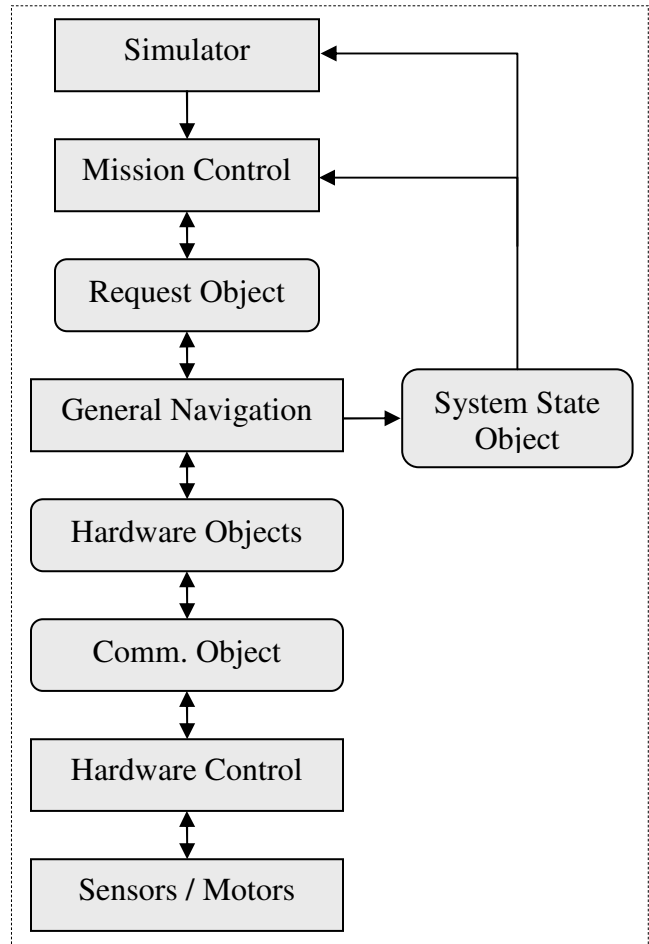 Simulator
Mission Control
Request Object
General Navigation
System State
Object
Hardware Objects
Comm. Object
Hardware Control
Sensors / Motors